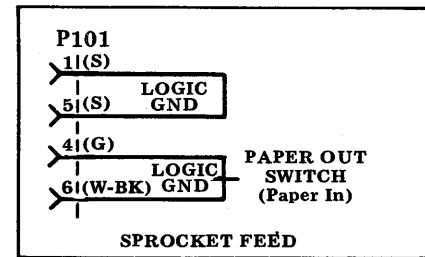 P101
1 (S)
LOGIC
GND
5 (S)
4 (G)
LOGIC
GND
6 (W-BK)
PAPER OUT
SWITCH
(Paper In)
SPROCKET FEED